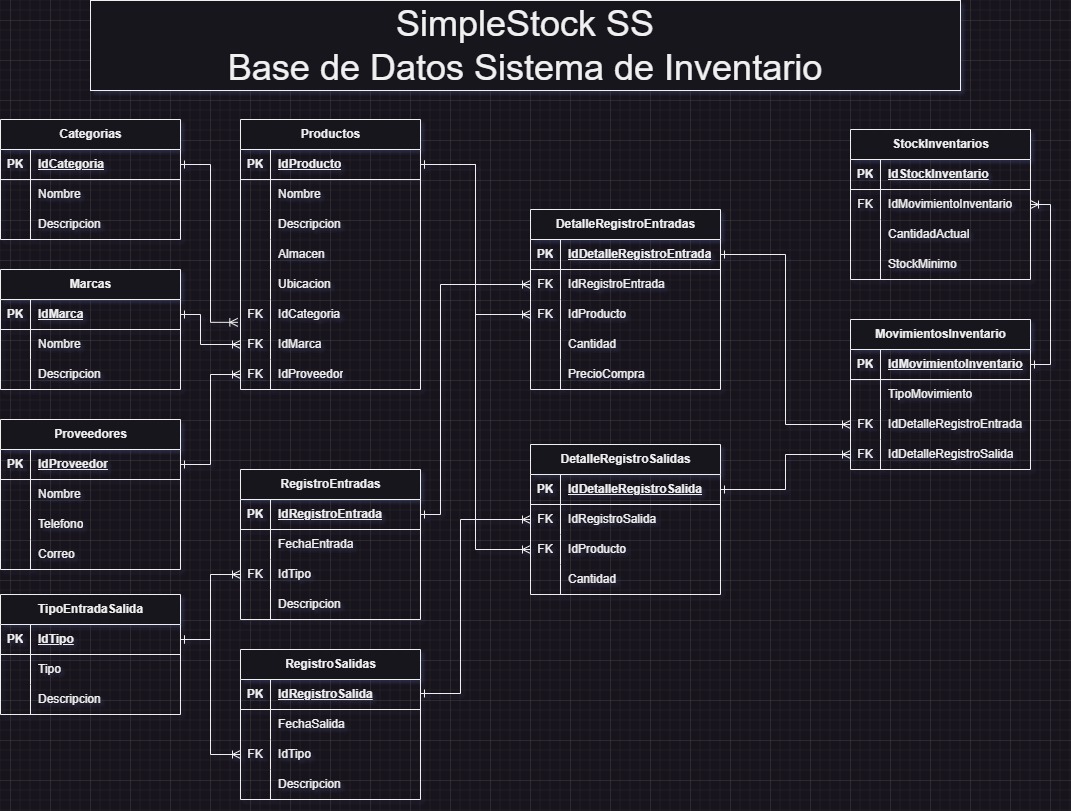 SimpleStock SS
Base de Datos Sistema de Inventario
Categorias
PK IdCategoria
Nombre
Descripcion
Marcas
PK IdMarca
Nombre
Descripcion
Proveedores
PK IdProveedor
Nombre
Telefono
Correo
TipoEntradaSalida
PK IdTipo
Tipo
Descripcion
Productos
PK IdProducto
Nombre
Descripcion
Almacen
Ubicacion
FK IdCategoria
FK IdMarca
FK IdProveedor
RegistroEntradas
PK IdRegistroEntrada
FechaEntrada
FK IdTipo
Descripcion
RegistroSalidas
PK IdRegistroSalida
FechaSalida
FK IdTipo
Descripcion
DetalleRegistroEntradas
PK IdDetalleRegistroEntrada
FK IdRegistroEntrada
FK IdProducto
Cantidad
PrecioCompra
DetalleRegistroSalidas
PK IdDetalleRegistroSalida
FK IdRegistroSalida
FK IdProducto
Cantidad
StockInventarios
PK IdStockInventario
FK IdMovimientoInventario
CantidadActual
StockMinimo
MovimientosInventario
PK IdMovimientoInventario
TipoMovimiento
FK IdDetalleRegistroEntrada
FK IdDetalleRegistroSalida